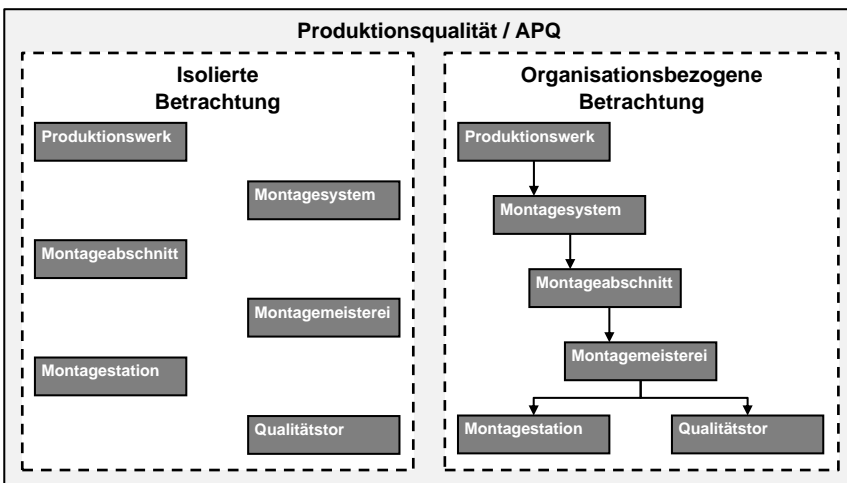 Produktionsqualität / APQ
Isolierte
Betrachtung
Produktionswerk
Montagesystem
Montageabschnitt
Montagemeisterei
Montagestation
Qualitätstor
Organisationsbezogene
Betrachtung
Produktionswerk
Montagesystem
Montageabschnitt
Montagemeisterei
Montagestation
Qualitätstor